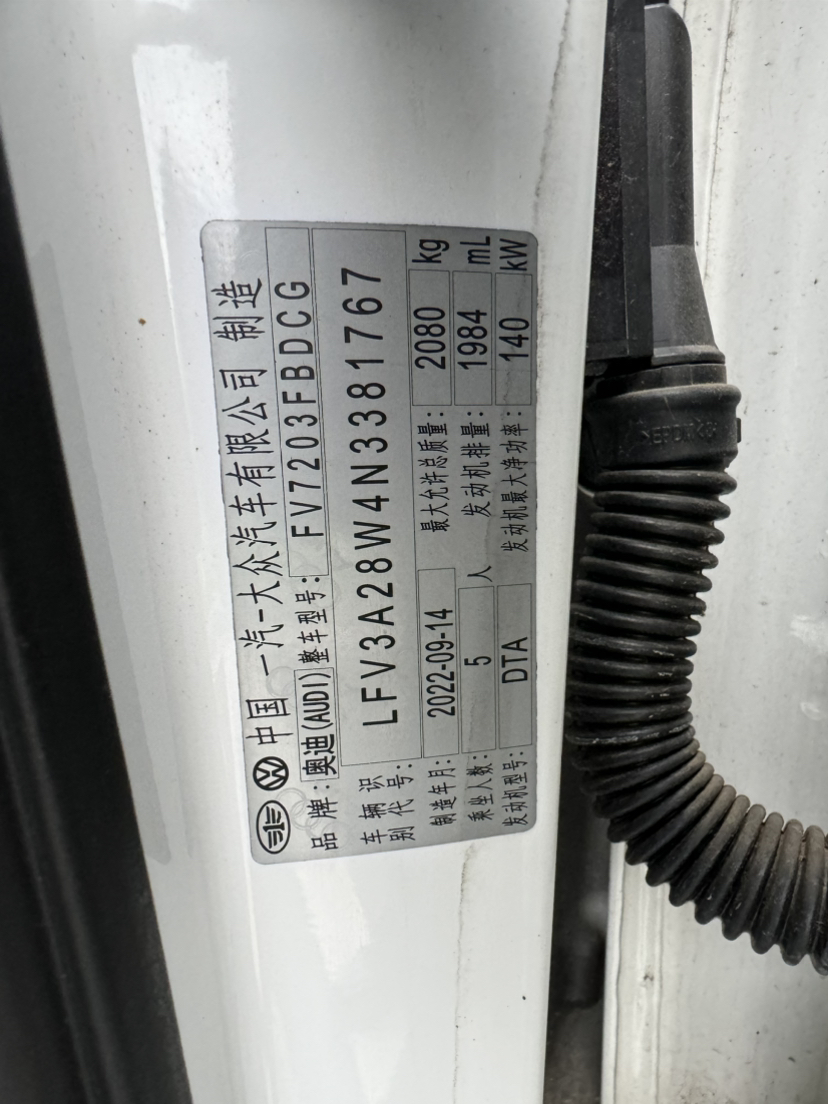 中国 一汽-大众汽车有限公司 制造
品牌: 奥迪(AUDI) 整车型号: FV7203FBDCG
车辆识别代号: LFV3A28W4N3381767
制造年月: 2022-09-14 最大允许总质量: 2080 kg
乘坐人数: 5 人 发动机排量: 1984 mL
发动机型号: DTA 发动机最大净功率: 140 kW